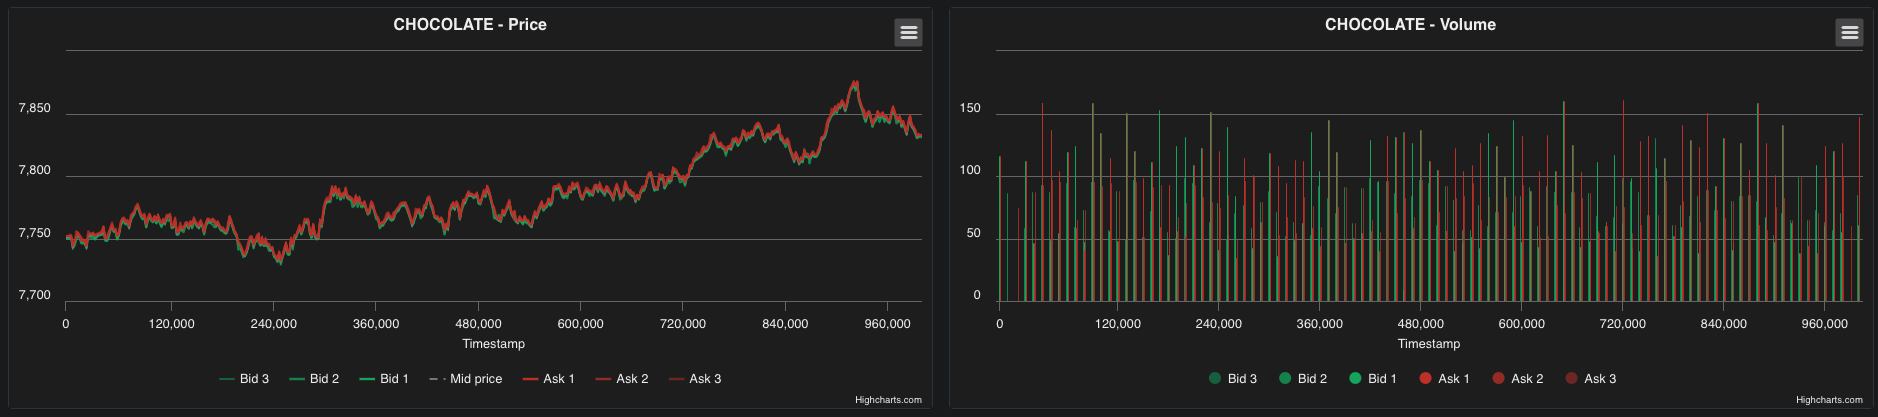 CHOCOLATE - Price
7,850
7,800
7,750
7,700
0 120,000 240,000 360,000 480,000 600,000 720,000 840,000 960,000
Timestamp
Bid 3 Bid 2 Bid 1 Mid price Ask 1 Ask 2 Ask 3
Highcharts.com
CHOCOLATE - Volume
150
100
50
0
0 120,000 240,000 360,000 480,000 600,000 720,000 840,000 960,000
Timestamp
Bid 3 Bid 2 Bid 1 Ask 1 Ask 2 Ask 3
Highcharts.com